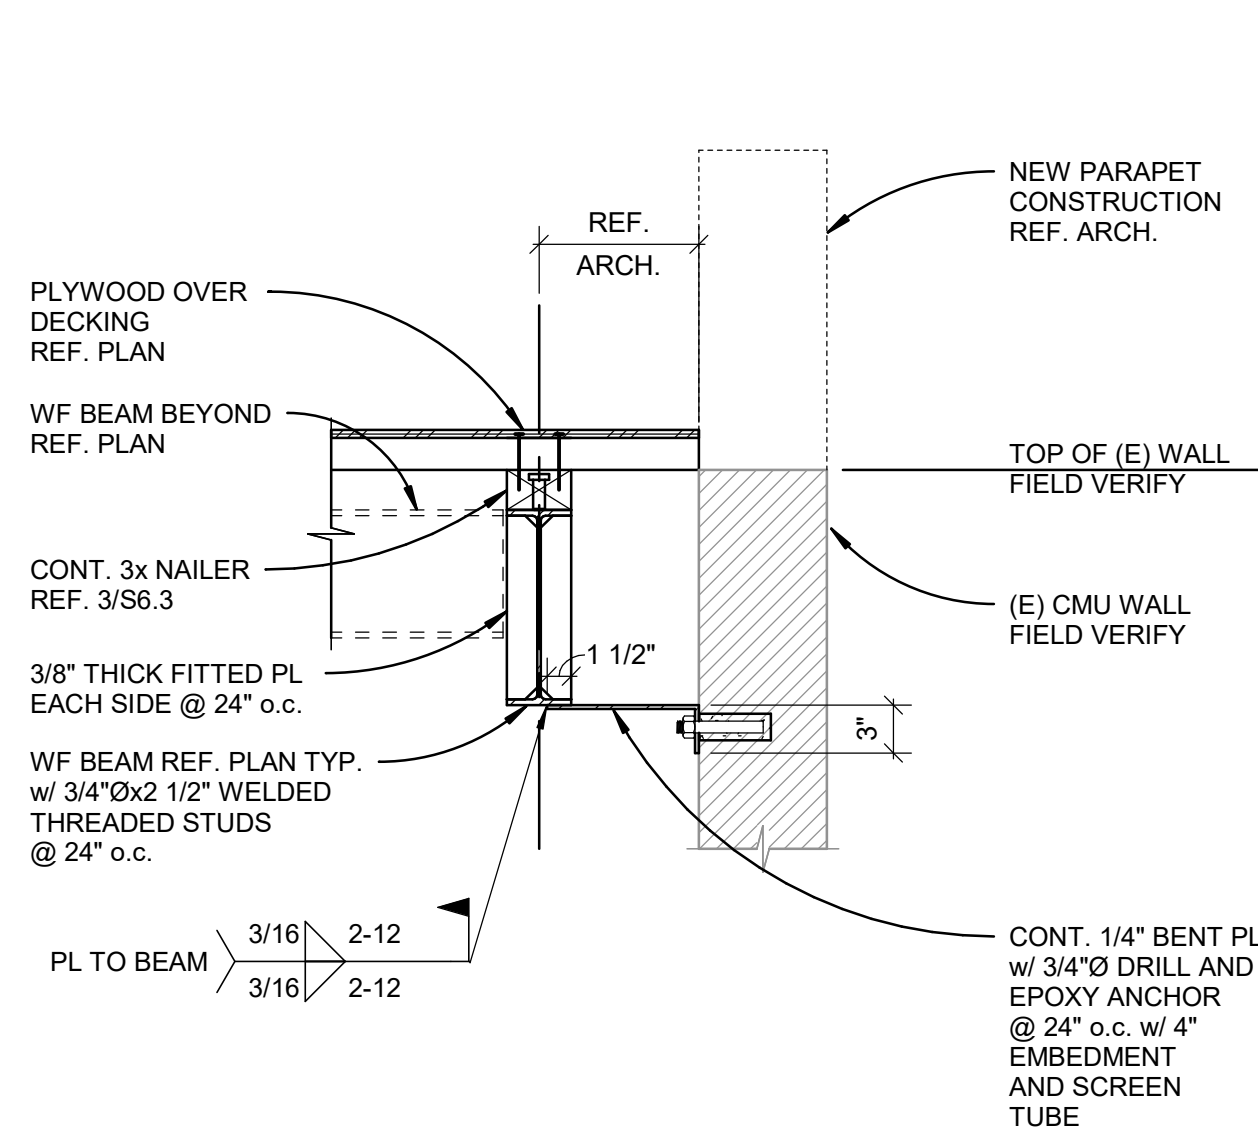 NEW PARAPET
CONSTRUCTION
REF. ARCH.
REF.
ARCH.
PLYWOOD OVER
DECKING
REF. PLAN
WF BEAM BEYOND
REF. PLAN
TOP OF (E) WALL
FIELD VERIFY
CONT. 3x NAILER
REF. 3/S6.3
(E) CMU WALL
FIELD VERIFY
3/8" THICK FITTED PL
EACH SIDE @ 24" o.c.
1 1/2"
3"
WF BEAM REF. PLAN TYP.
w/ 3/4"Øx2 1/2" WELDED
THREADED STUDS
@ 24" o.c.
PL TO BEAM
3/16
2-12
3/16
2-12
CONT. 1/4" BENT PL
w/ 3/4"Ø DRILL AND
EPOXY ANCHOR
@ 24" o.c. w/ 4"
EMBEDMENT
AND SCREEN
TUBE